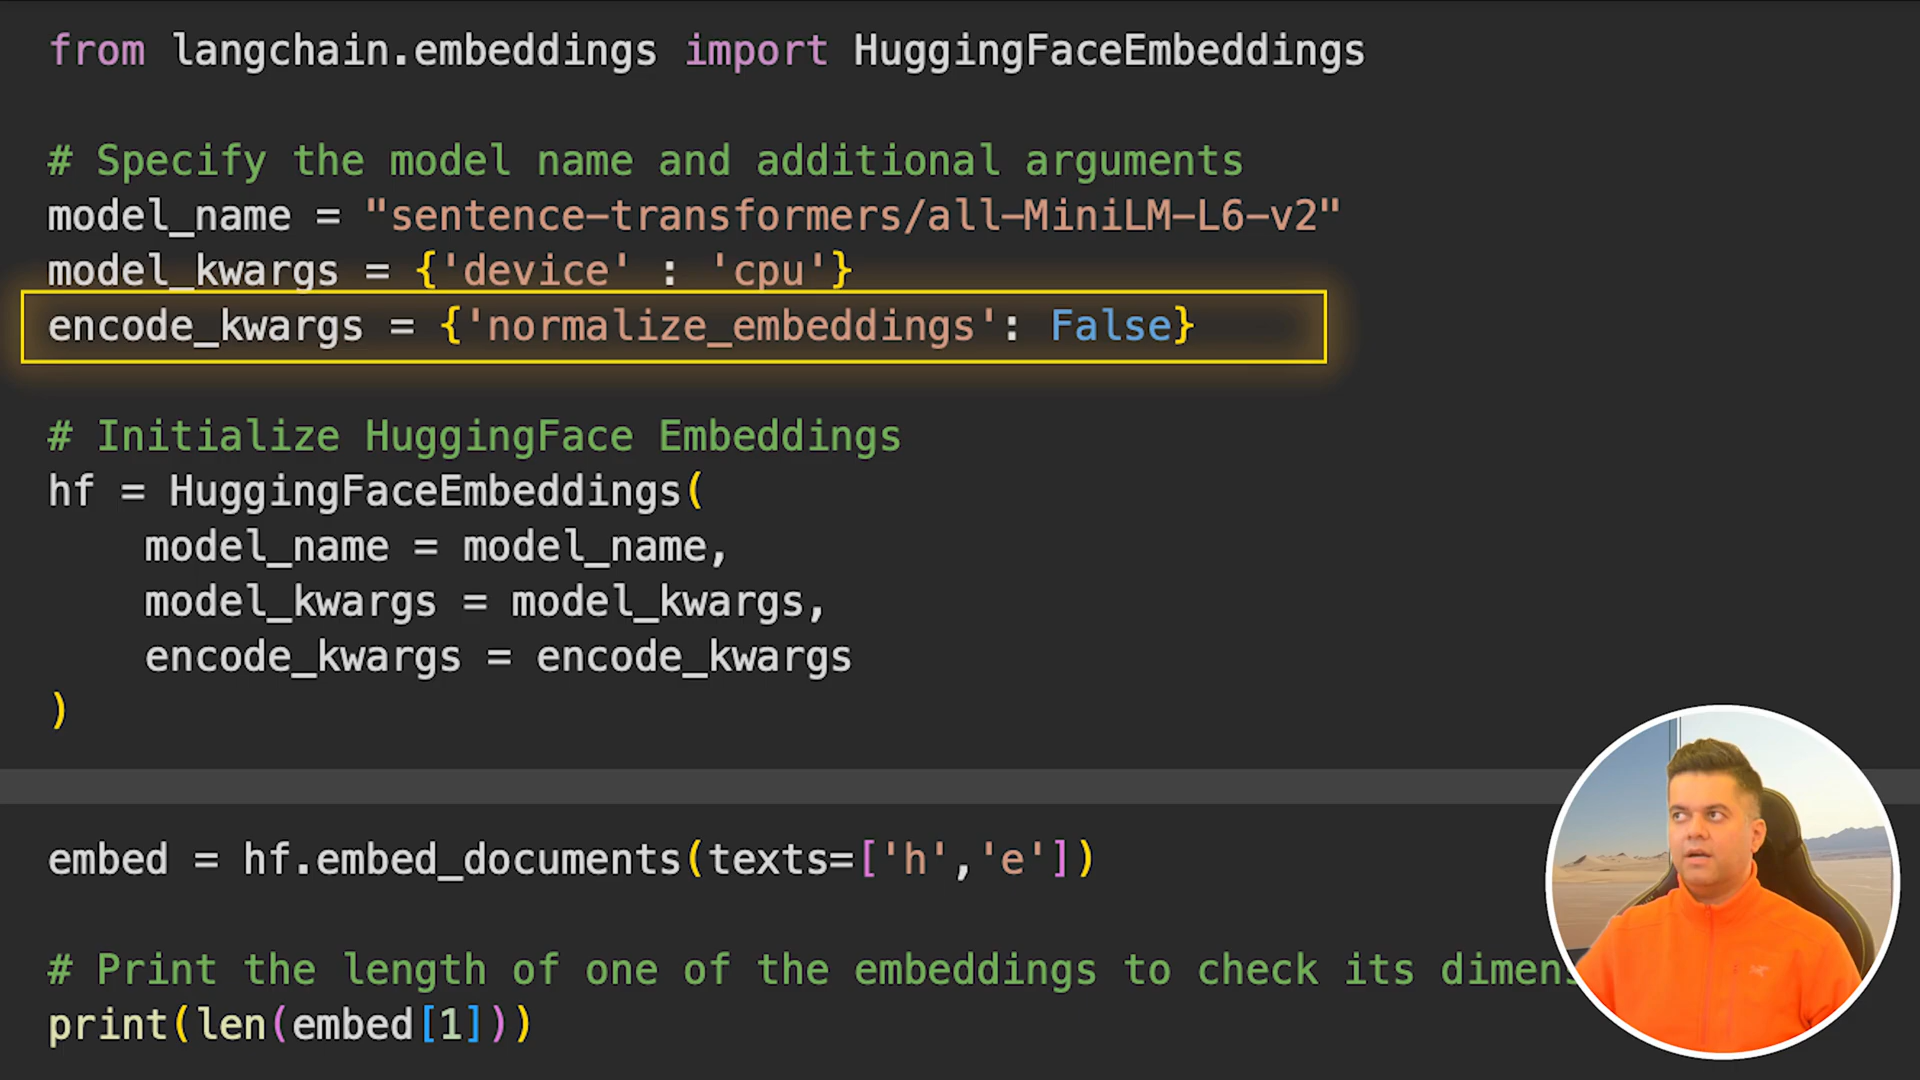 from langchain.embeddings import HuggingFaceEmbeddings
# Specify the model name and additional arguments
model_name = "sentence-transformers/all-MiniLM-L6-v2"
model_kwargs = {'device' : 'cpu'}
encode_kwargs = {'normalize_embeddings': False}
# Initialize HuggingFace Embeddings
hf = HuggingFaceEmbeddings(
    model_name = model_name,
    model_kwargs = model_kwargs,
    encode_kwargs = encode_kwargs
)
embed = hf.embed_documents(texts=['h','e'])
# Print the length of one of the embeddings to check its dimen
print(len(embed[1]))